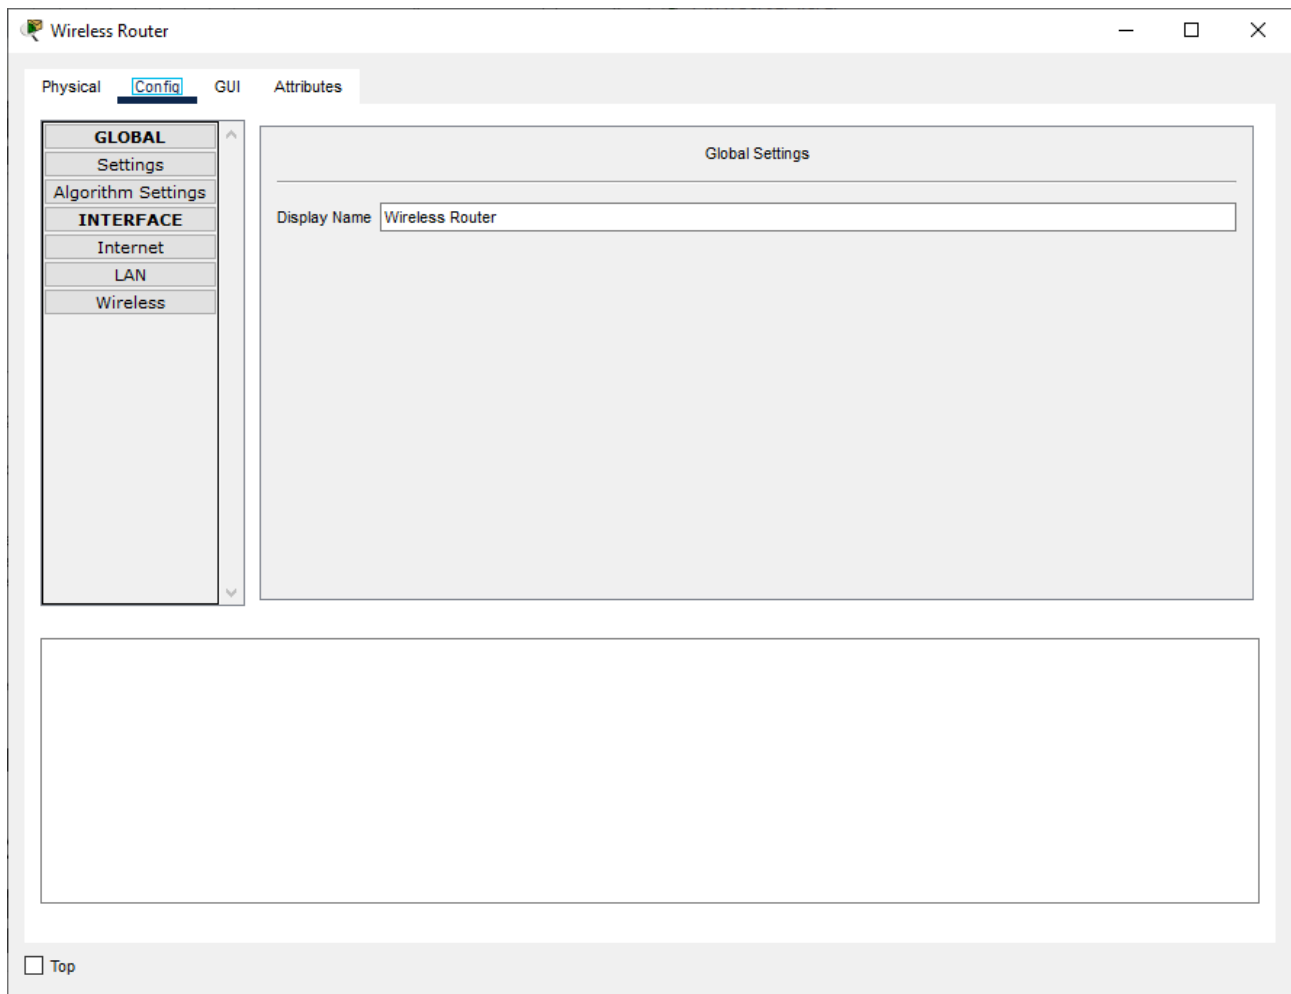 Wireless Router
Physical Config GUI Attributes
GLOBAL
Settings
Algorithm Settings
INTERFACE
Internet
LAN
Wireless
Global Settings
Display Name Wireless Router
Top